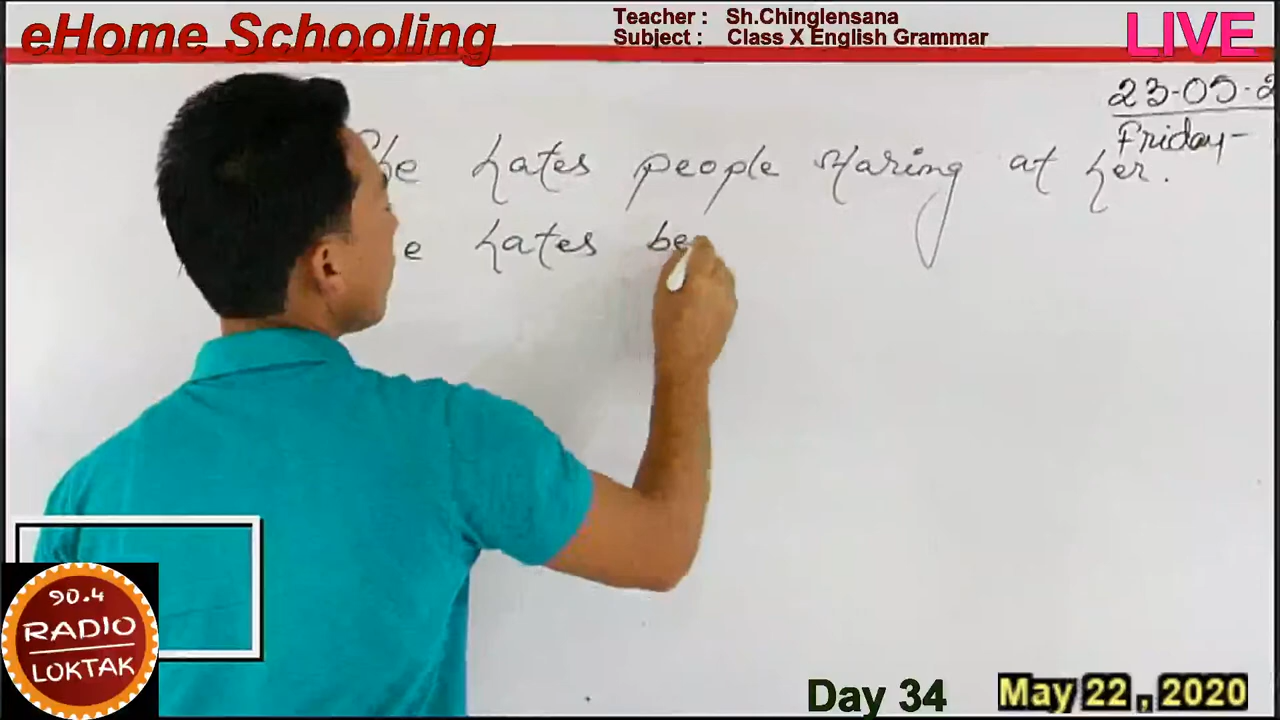 eHome Schooling
Teacher : Sh.Chinglensana
Subject : Class X English Grammar
LIVE
23-05-2
Friday-
he hates people staring at her.
e hates be
90.4
RADIO
LOKTAK
Day 34
May 22 , 2020